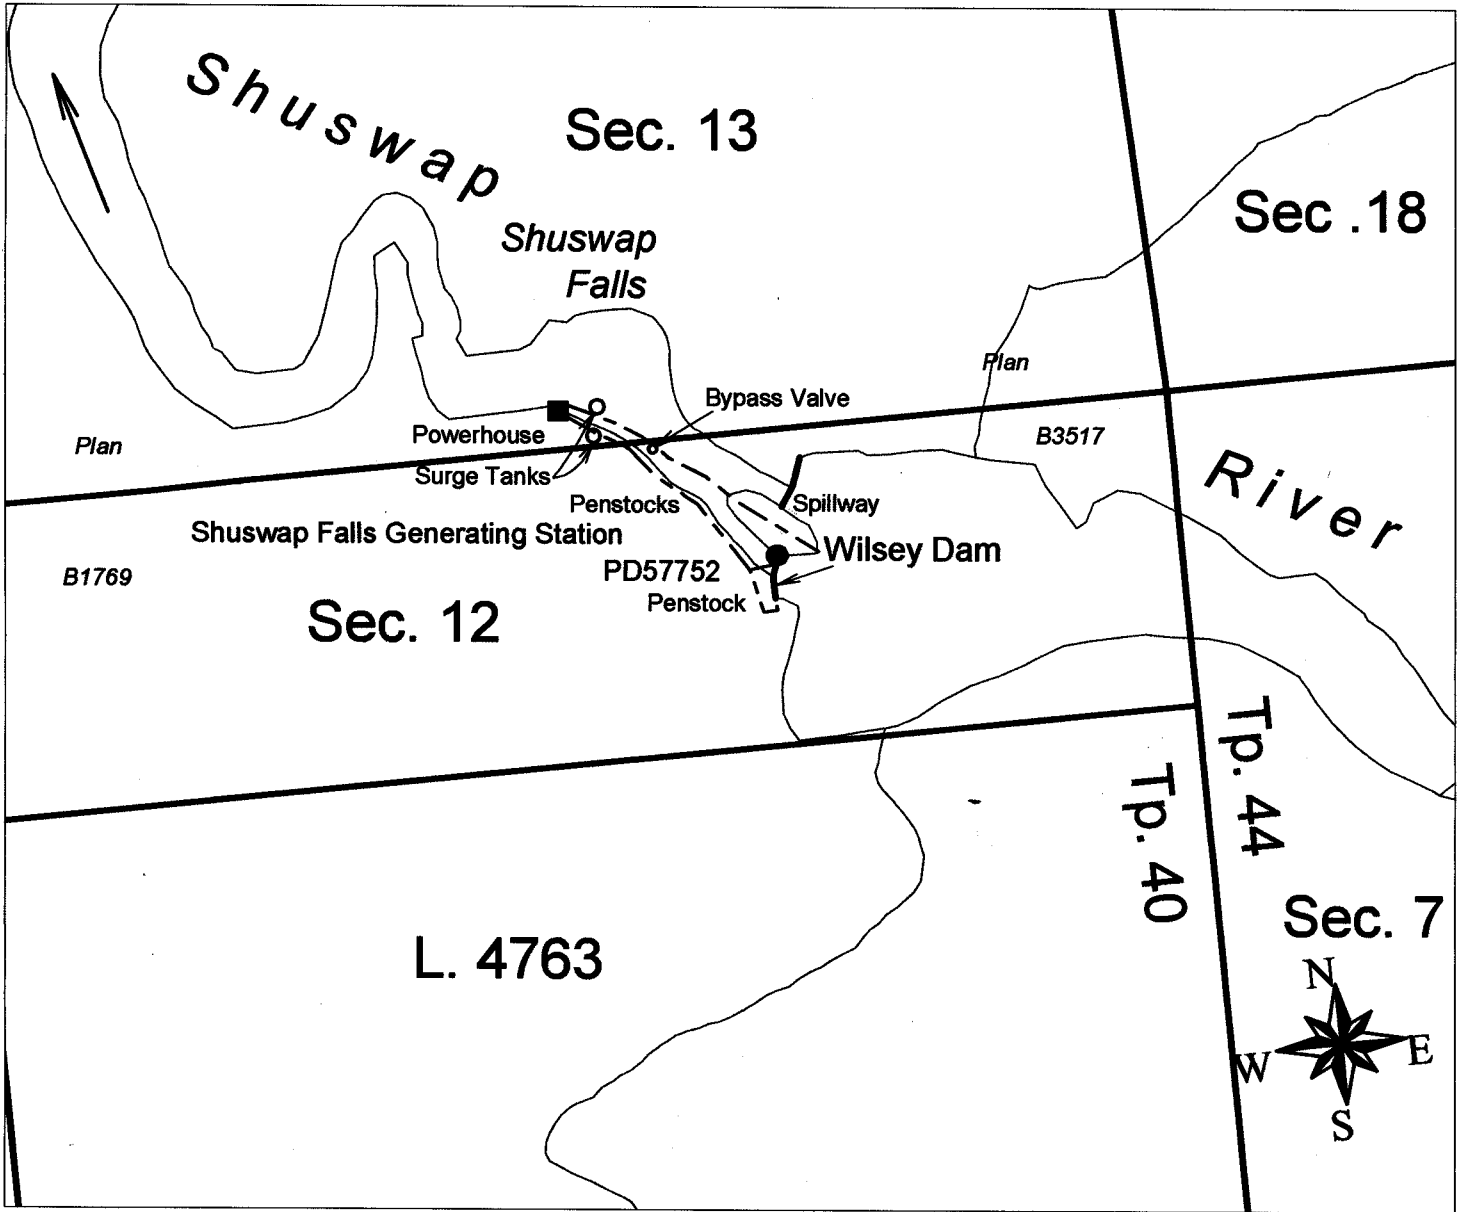 Shuswap
Sec. 13
Sec .18
Shuswap
Falls
Plan
Bypass Valve
Powerhouse
B3517
Plan
Surge Tanks
River
Penstocks
Spillway
Shuswap Falls Generating Station
Wilsey Dam
PD57752
B1769
Penstock
Sec. 12
Tp. 44
Tp. 40
Sec. 7
L. 4763
N
W
E
S